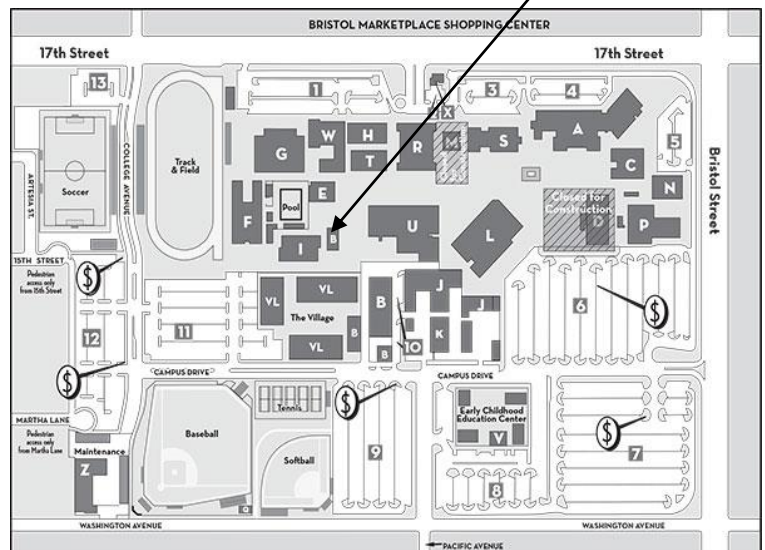 BRISTOL MARKETPLACE SHOPPING CENTER
17th Street
17th Street
13
1
3
4
X
W
H
R
M
S
A
5
G
T
C
E
N
Soccer
COLLEGE AVENUE
ARTESIA ST.
Track
& Field
Pool
F
I
B
U
L
Closed for
Construction
D
P
Bristol Street
15TH STREET
Pedestrian
access only
from 15th Street
$
12
11
VL
VL
The Village
VL
B
B
B
J
J
K
10
6
$
$
CAMPUS DRIVE
CAMPUS DRIVE
MARTHA LANE
Pedestrian
access only
from Martha Lane
Maintenance
Z
Baseball
Tennis
Softball
Q
$
9
Early Childhood
Education Center
V
8
$
7
WASHINGTON AVENUE
WASHINGTON AVENUE
PACIFIC AVENUE